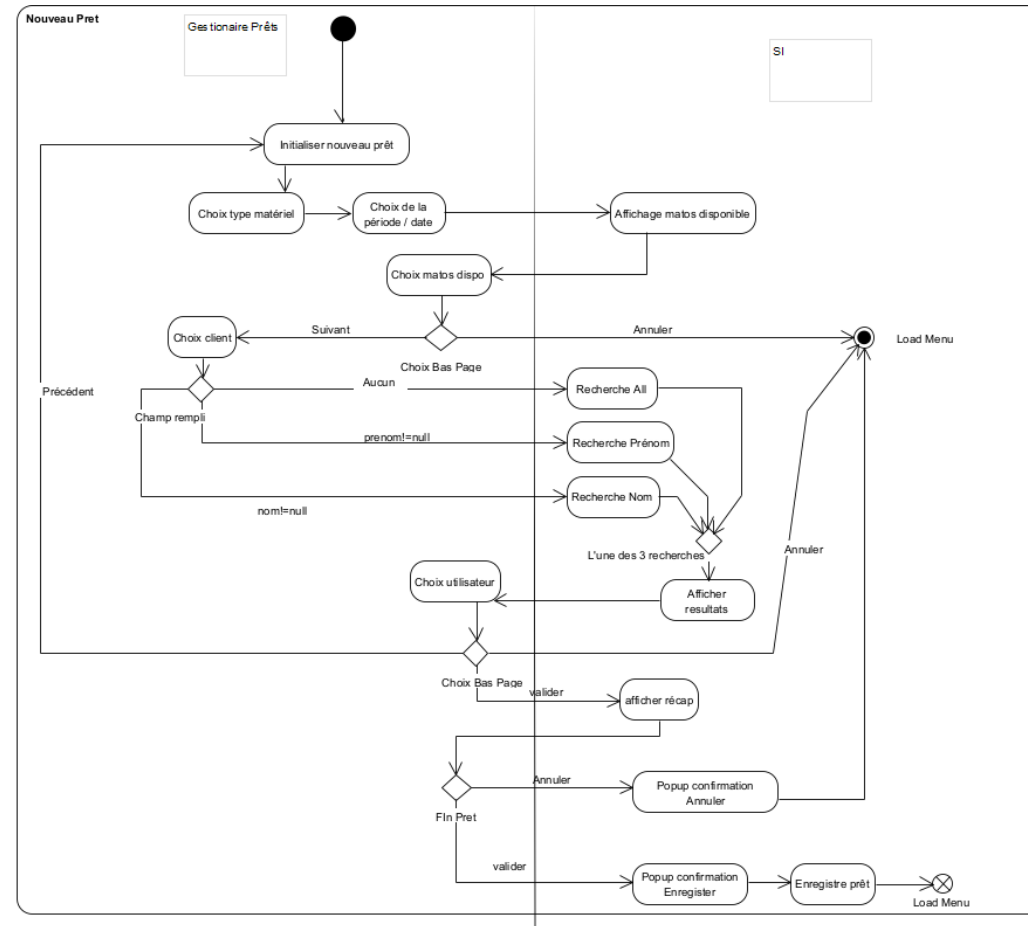 Nouveau Pret
Gestionaire Prêts
SI
Initialiser nouveau prêt
Choix type matériel
Choix de la
période / date
Affichage matos disponible
Choix matos dispo
Choix client
Suivant
Annuler
Load Menu
Choix Bas Page
Précédent
Aucun
Recherche All
Champ rempli
prenom!=null
Recherche Prénom
Recherche Nom
nom!=null
L'une des 3 recherches
Annuler
Choix utilisateur
Afficher
resultats
Choix Bas Page
valider
afficher récap
Annuler
Popup confirmation
Annuler
FIn Pret
valider
Popup confirmation
Enregister
Enregistre prêt
Load Menu